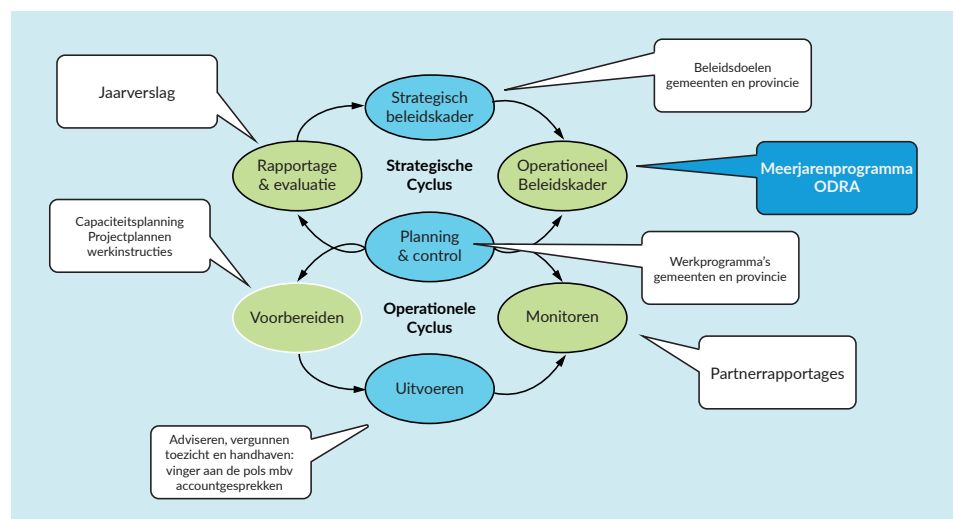 Jaarverslag
Strategisch
beleidskader
Beleidsdoelen
gemeenten en provincie
Rapportage
& evaluatie
Strategische
Cyclus
Operationeel
Beleidskader
Meerjarenprogramma
ODRA
Capaciteitsplanning
Projectplannen
werkinstructies
Planning
& control
Werkprogramma's
gemeenten en provincie
Voorbereiden
Operationele
Cyclus
Monitoren
Partnerrapportages
Uitvoeren
Adviseren, vergunnen
toezicht en handhaven:
vinger aan de pols mbv
accountgesprekken